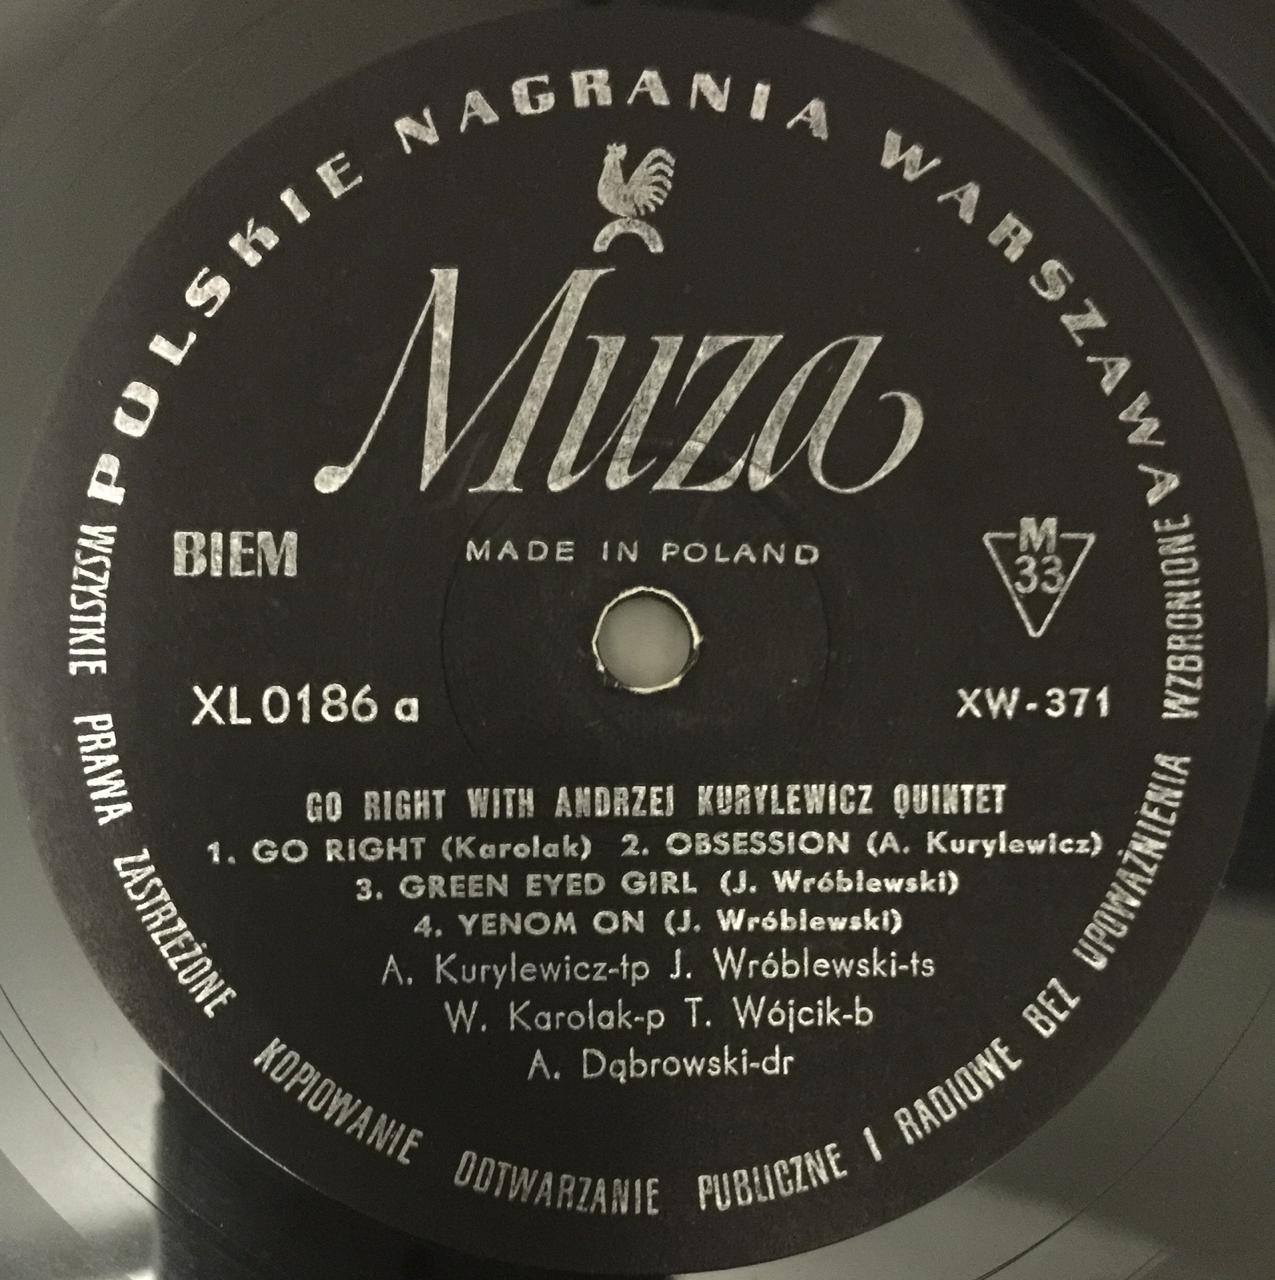 POLSKIE NAGRANIA WARSZAWA
Muza
BIEM
MADE IN POLAND
M
33
XL 0186 a
XW-371
GO RIGHT WITH ANDRZEJ KURYLEWICZ QUINTET
1. GO RIGHT (Karolak) 2. OBSESSION (A. Kurylewicz)
3. GREEN EYED GIRL (J. Wróblewski)
4. YENOM ON (J. Wróblewski)
A. Kurylewicz-tp J. Wróblewski-ts
W. Karolak-p T. Wójcik-b
A. Dąbrowski-dr
WSZYSTKIE PRAWA ZASTRZEŻONE KOPIOWANIE ODTWARZANIE PUBLICZNE I RADIOWE BEZ UPOWAŻNIENIA WZBRONIONE